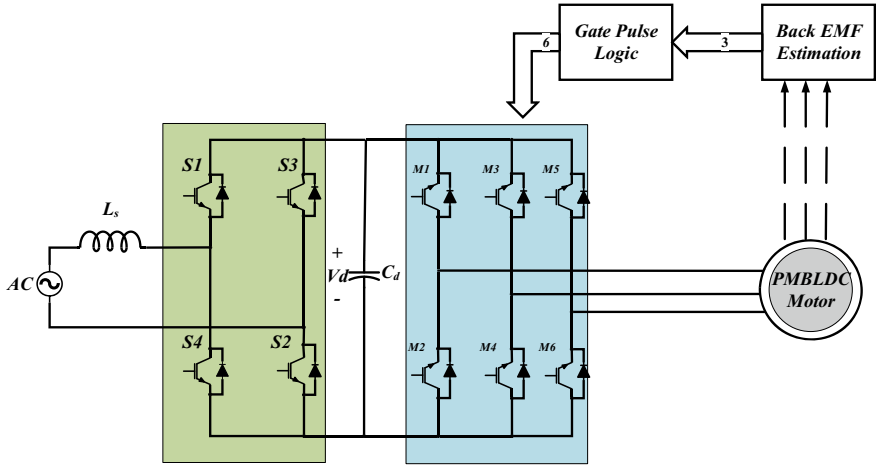 Gate Pulse
Logic
Back EMF
Estimation
6
3
S1
S3
M1
M3
M5
Ls
AC
+
Vd
-
Cd
PMBLDC
Motor
S4
S2
M2
M4
M6